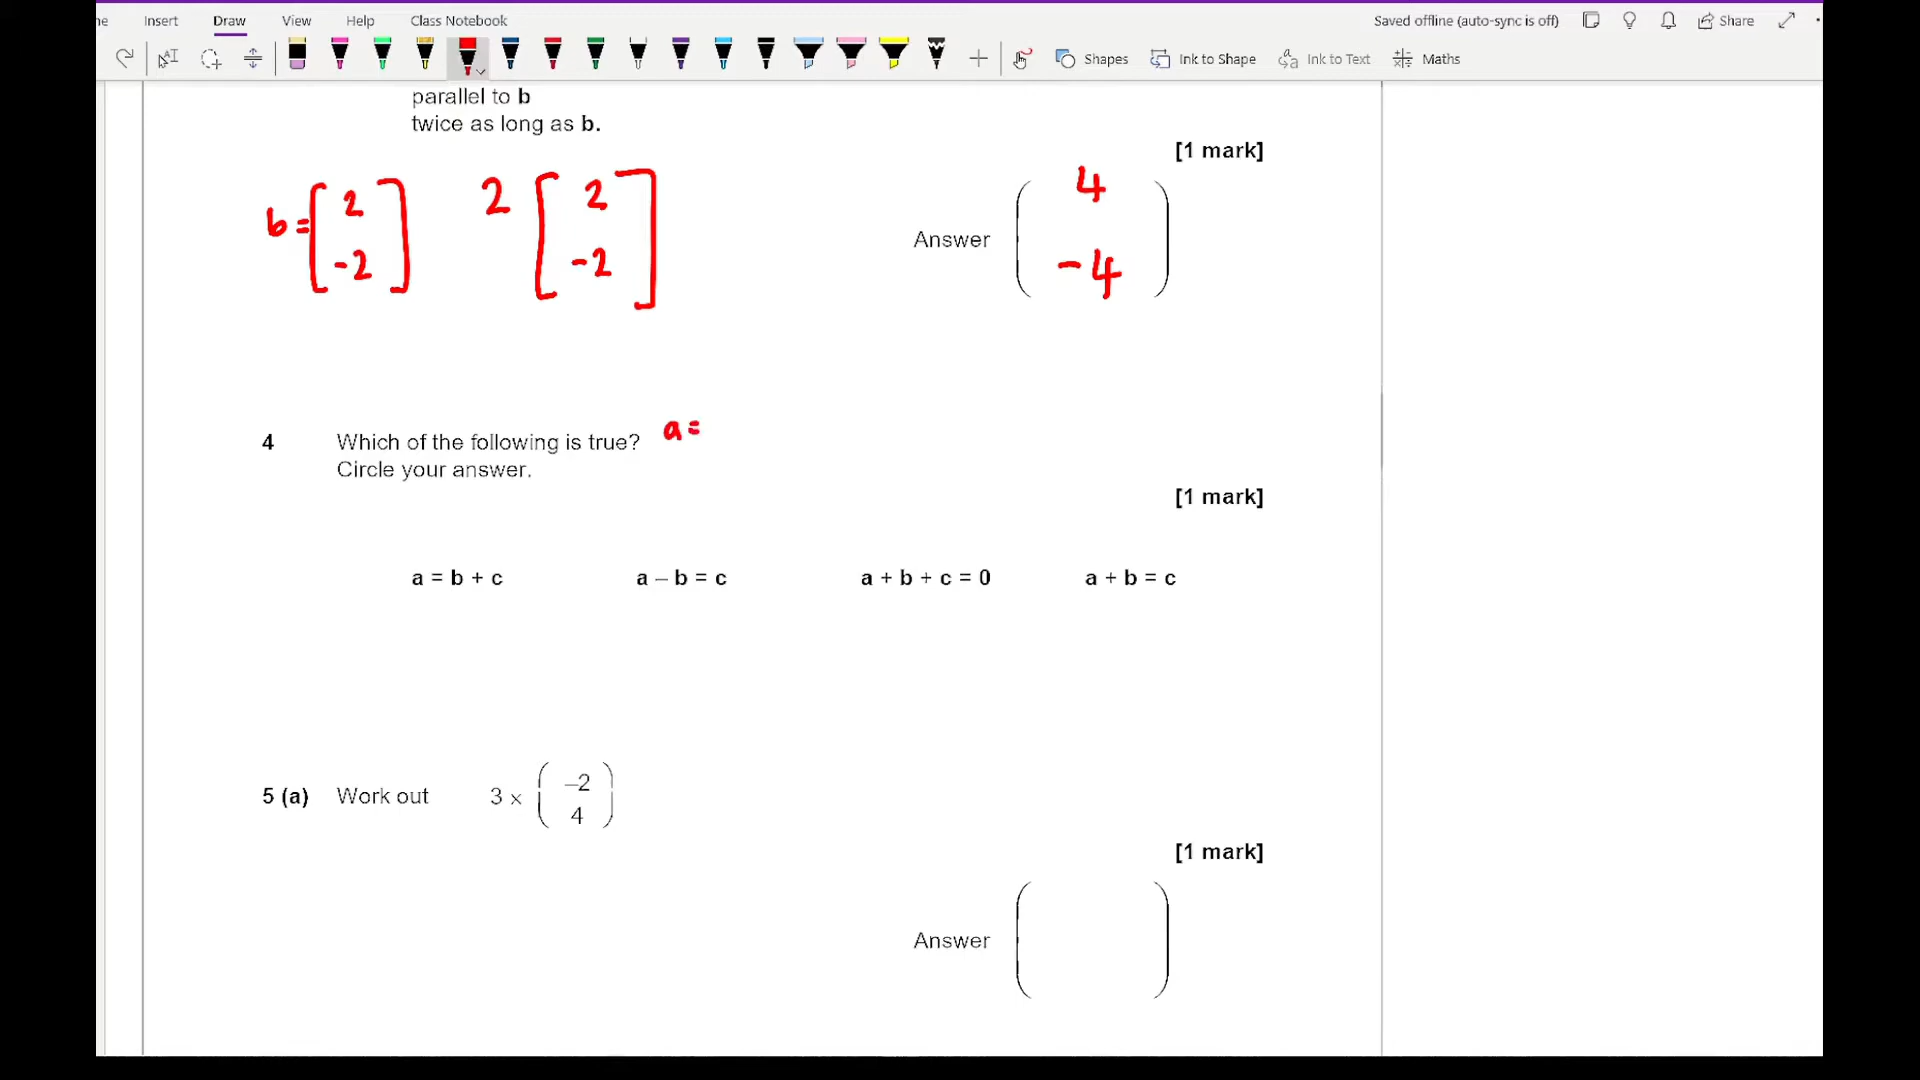 ne Insert Draw View Help Class Notebook Saved offline (auto-sync is off) Share
Shapes Ink to Shape Ink to Text Maths
parallel to b
twice as long as b.
[1 mark]
b = [ 2 -2 ] 2 [ 2 -2 ]
Answer ( 4 -4 )
4 Which of the following is true? a =
Circle your answer.
[1 mark]
a = b + c a – b = c a + b + c = 0 a + b = c
5 (a) Work out 3 × ( –2 4 )
[1 mark]
Answer ( )